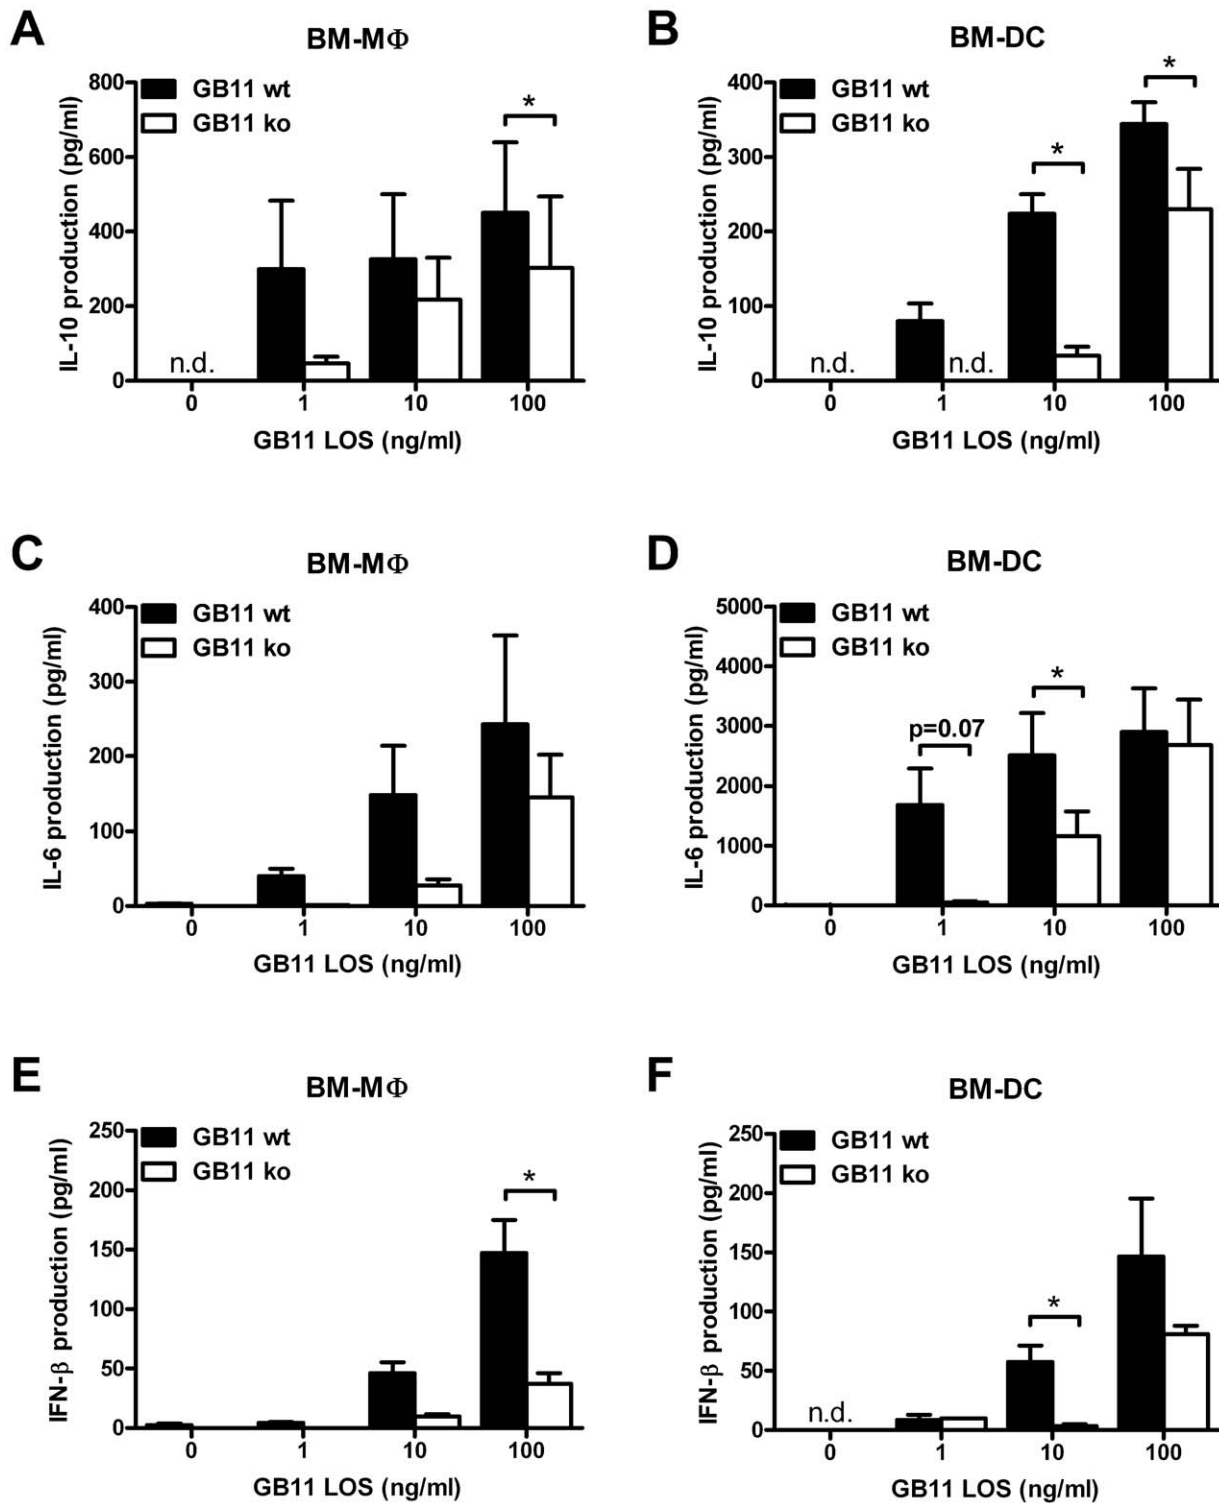 A
BM-MΦ
IL-10 production (pg/ml)
800
600
400
200
0
GB11 wt
GB11 ko
*
n.d.
0 1 10 100
GB11 LOS (ng/ml)
B
BM-DC
IL-10 production (pg/ml)
400
300
200
100
0
GB11 wt
GB11 ko
*
*
n.d.
n.d.
0 1 10 100
GB11 LOS (ng/ml)
C
BM-MΦ
IL-6 production (pg/ml)
400
300
200
100
0
GB11 wt
GB11 ko
0 1 10 100
GB11 LOS (ng/ml)
D
BM-DC
IL-6 production (pg/ml)
5000
4000
3000
2000
1000
0
GB11 wt
GB11 ko
p=0.07
*
0 1 10 100
GB11 LOS (ng/ml)
E
BM-MΦ
IFN-β production (pg/ml)
250
200
150
100
50
0
GB11 wt
GB11 ko
*
0 1 10 100
GB11 LOS (ng/ml)
F
BM-DC
IFN-β production (pg/ml)
250
200
150
100
50
0
GB11 wt
GB11 ko
*
n.d.
0 1 10 100
GB11 LOS (ng/ml)